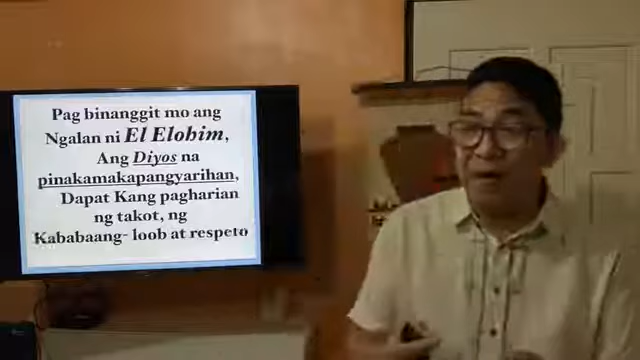 Pag binanggit mo ang
Ngalan ni El Elohim,
Ang Diyos na
pinakamakapangyarihan,
Dapat Kang pagharian
ng takot, ng
Kababaang- loob at respeto